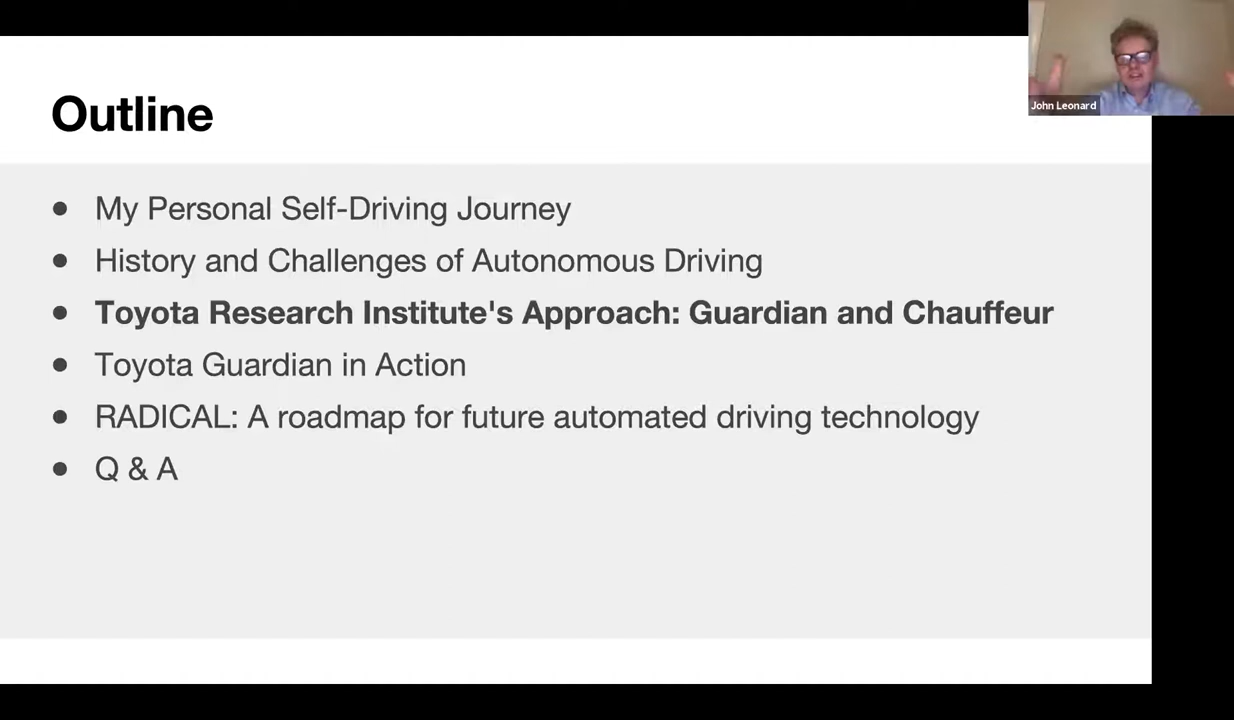 Outline
John Leonard
• My Personal Self-Driving Journey
• History and Challenges of Autonomous Driving
• Toyota Research Institute's Approach: Guardian and Chauffeur
• Toyota Guardian in Action
• RADICAL: A roadmap for future automated driving technology
• Q & A